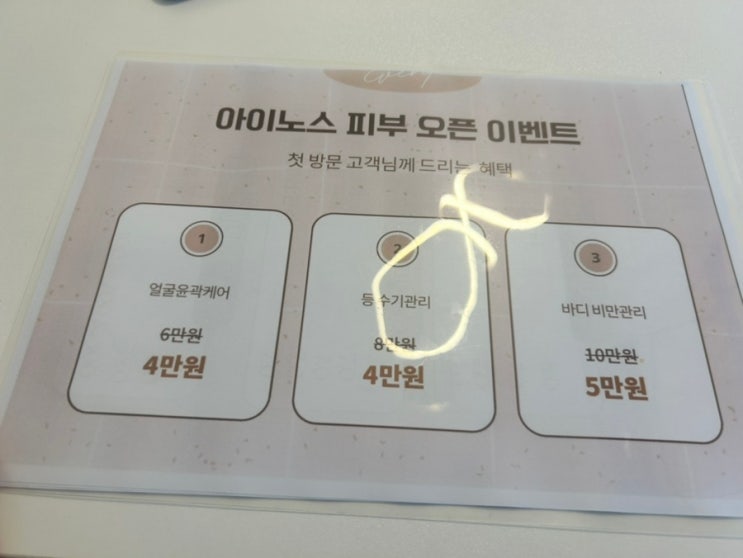 아이노스 피부 오픈 이벤트
첫 방문 고객님께 드리는 혜택
1
얼굴윤곽케어
6만원
4만원
2
등 수기관리
8만원
4만원
3
바디 비만관리
10만원
5만원